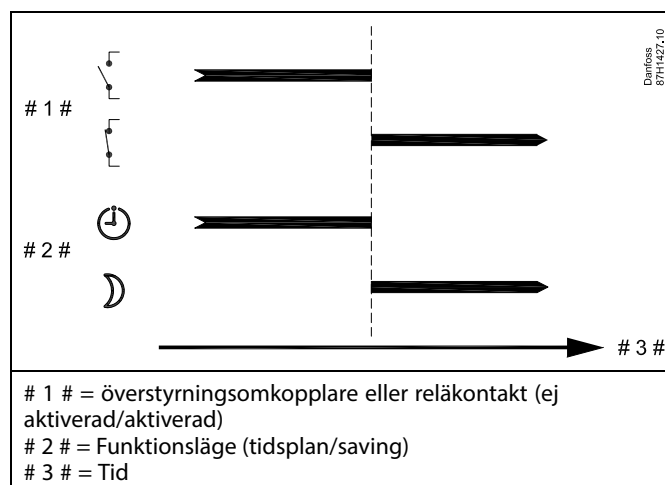 Danfoss
87H1427.10
# 1 #
# 2 #
# 3 #
# 1 # = överstyrningsomkopplare eller reläkontakt (ej
aktiverad/aktiverad)
# 2 # = Funktionsläge (tidsplan/saving)
# 3 # = Tid